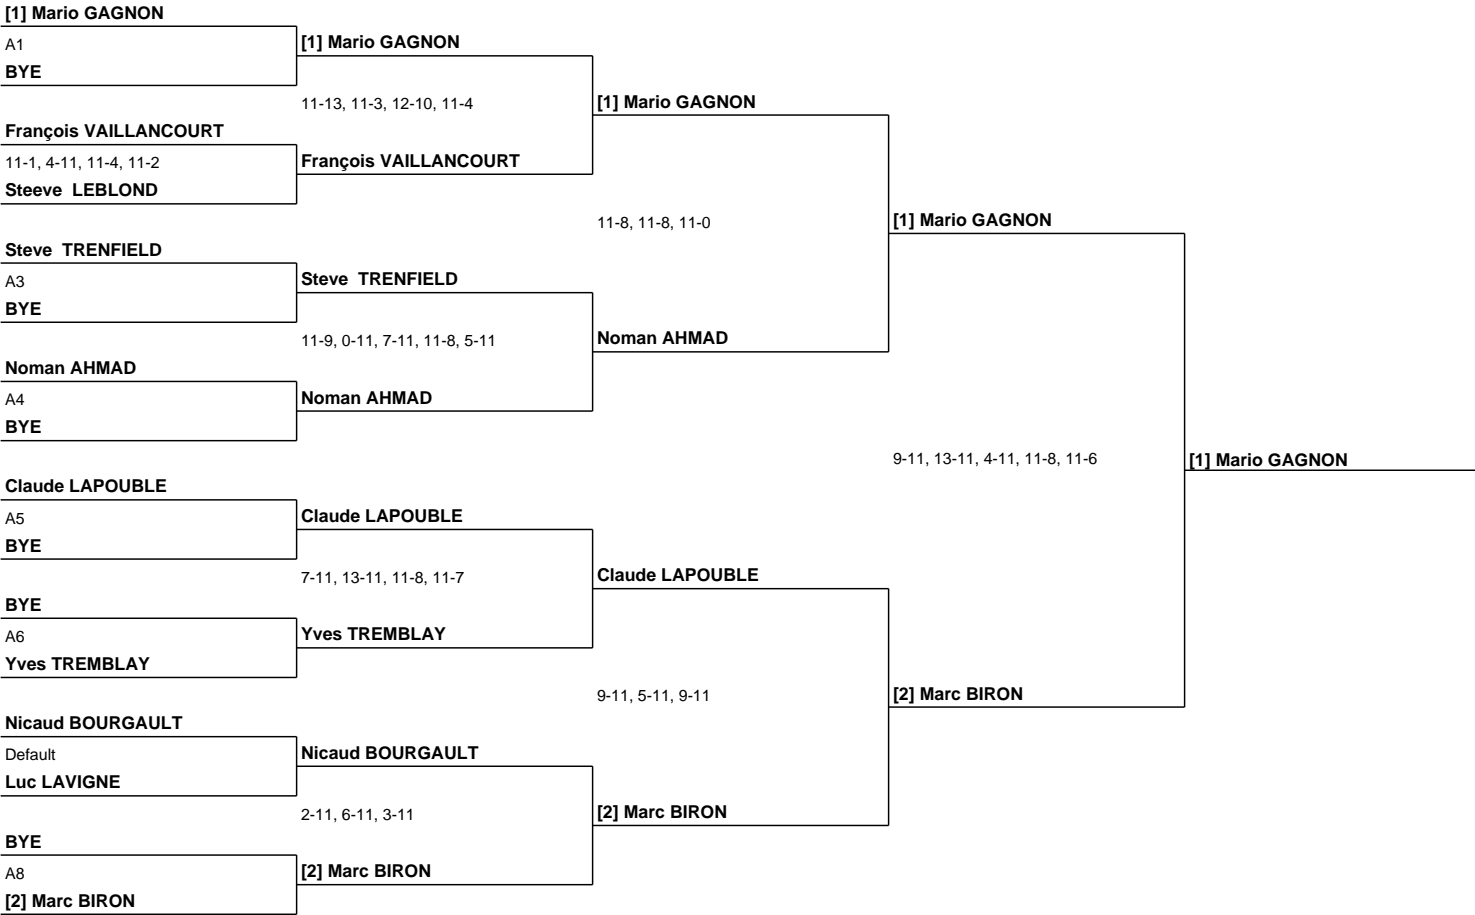 [1] Mario GAGNON
A1
BYE
François VAILLANCOURT
11-1, 4-11, 11-4, 11-2
Steeve LEBLOND
Steve TRENFIELD
A3
BYE
Noman AHMAD
A4
BYE
Claude LAPOUBLE
A5
BYE
BYE
A6
Yves TREMBLAY
Nicaud BOURGAULT
Default
Luc LAVIGNE
BYE
A8
[2] Marc BIRON
[1] Mario GAGNON
11-13, 11-3, 12-10, 11-4
François VAILLANCOURT
Steve TRENFIELD
11-9, 0-11, 7-11, 11-8, 5-11
Noman AHMAD
Claude LAPOUBLE
7-11, 13-11, 11-8, 11-7
Yves TREMBLAY
Nicaud BOURGAULT
2-11, 6-11, 3-11
[2] Marc BIRON
[1] Mario GAGNON
11-8, 11-8, 11-0
Noman AHMAD
Claude LAPOUBLE
9-11, 5-11, 9-11
[2] Marc BIRON
[1] Mario GAGNON
9-11, 13-11, 4-11, 11-8, 11-6
[2] Marc BIRON
[1] Mario GAGNON